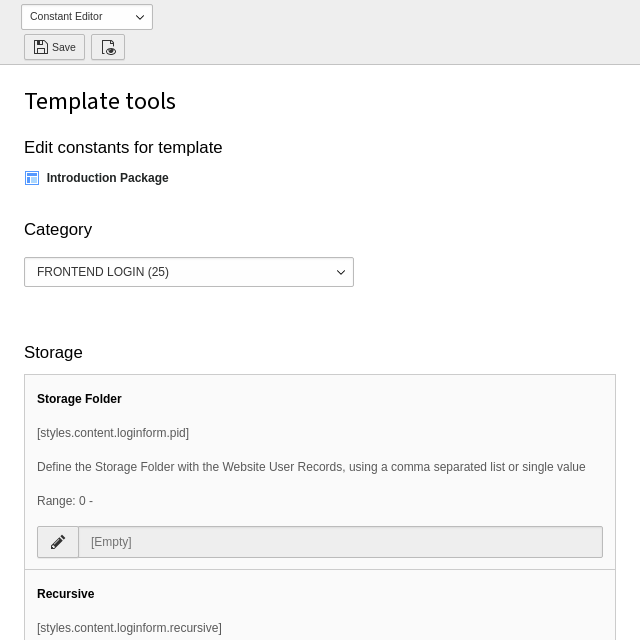 Constant Editor
Save
Template tools
Edit constants for template
Introduction Package
Category
FRONTEND LOGIN (25)
Storage
Storage Folder
[styles.content.loginform.pid]
Define the Storage Folder with the Website User Records, using a comma separated list or single value
Range: 0 -
[Empty]
Recursive
[styles.content.loginform.recursive]